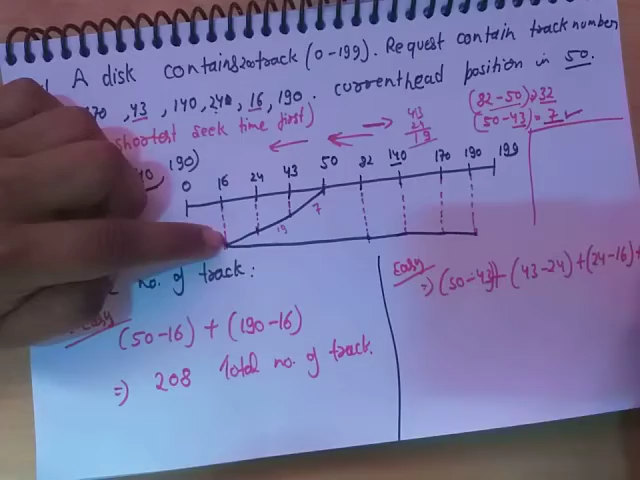 A disk contains 200 track (0-199). Request contain track number
170, 43, 140, 24, 16, 190. current head position in 50.
shortest seek time first)
43
24
19
(82-50)=32
(50-43)=7 ✓
190)
0 16 24 43 50 82 140 170 190 199
19 7
no. of track:
Easy
(50-16) + (190-16)
=> 208 Total no. of track.
Easy
=> (50-43) + (43-24) + (24-16) +